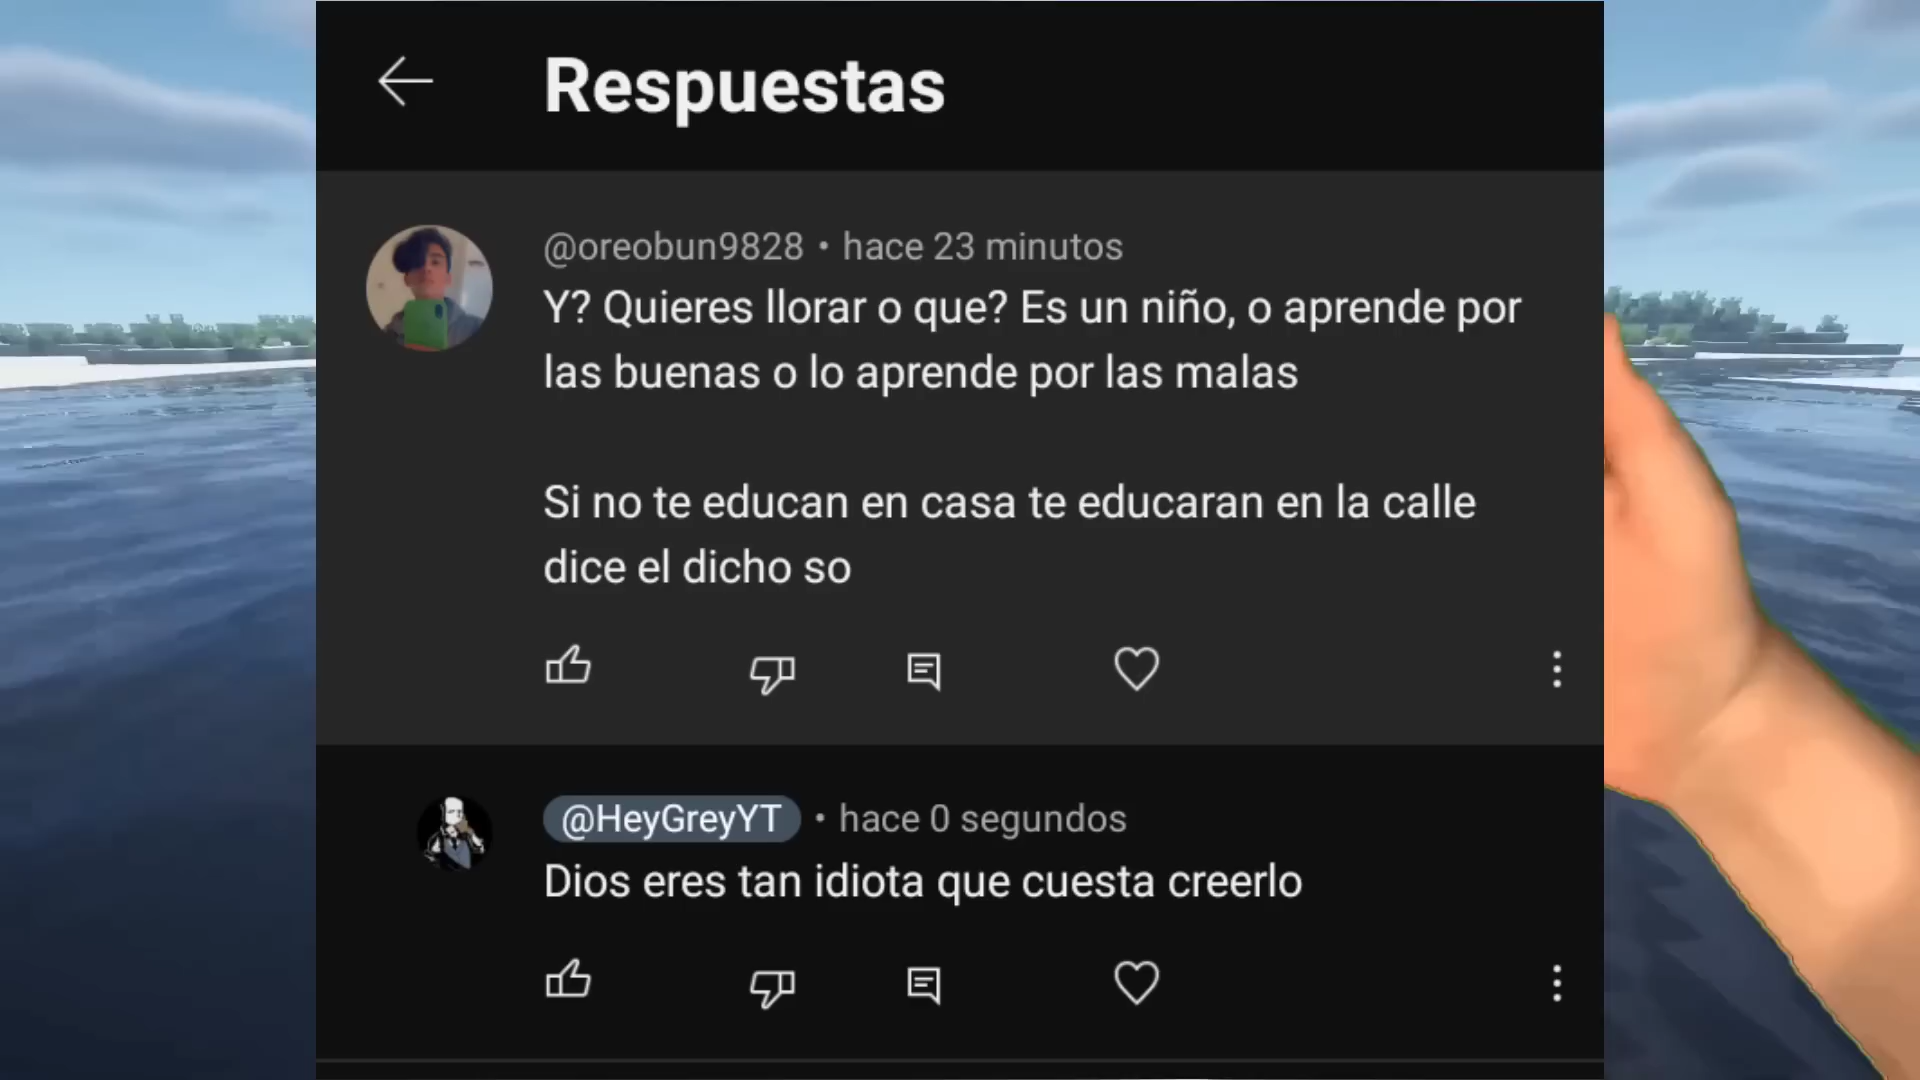 Respuestas
@oreobun9828 • hace 23 minutos
Y? Quieres llorar o que? Es un niño, o aprende por
las buenas o lo aprende por las malas
Si no te educan en casa te educaran en la calle
dice el dicho so
@HeyGreyYT • hace 0 segundos
Dios eres tan idiota que cuesta creerlo